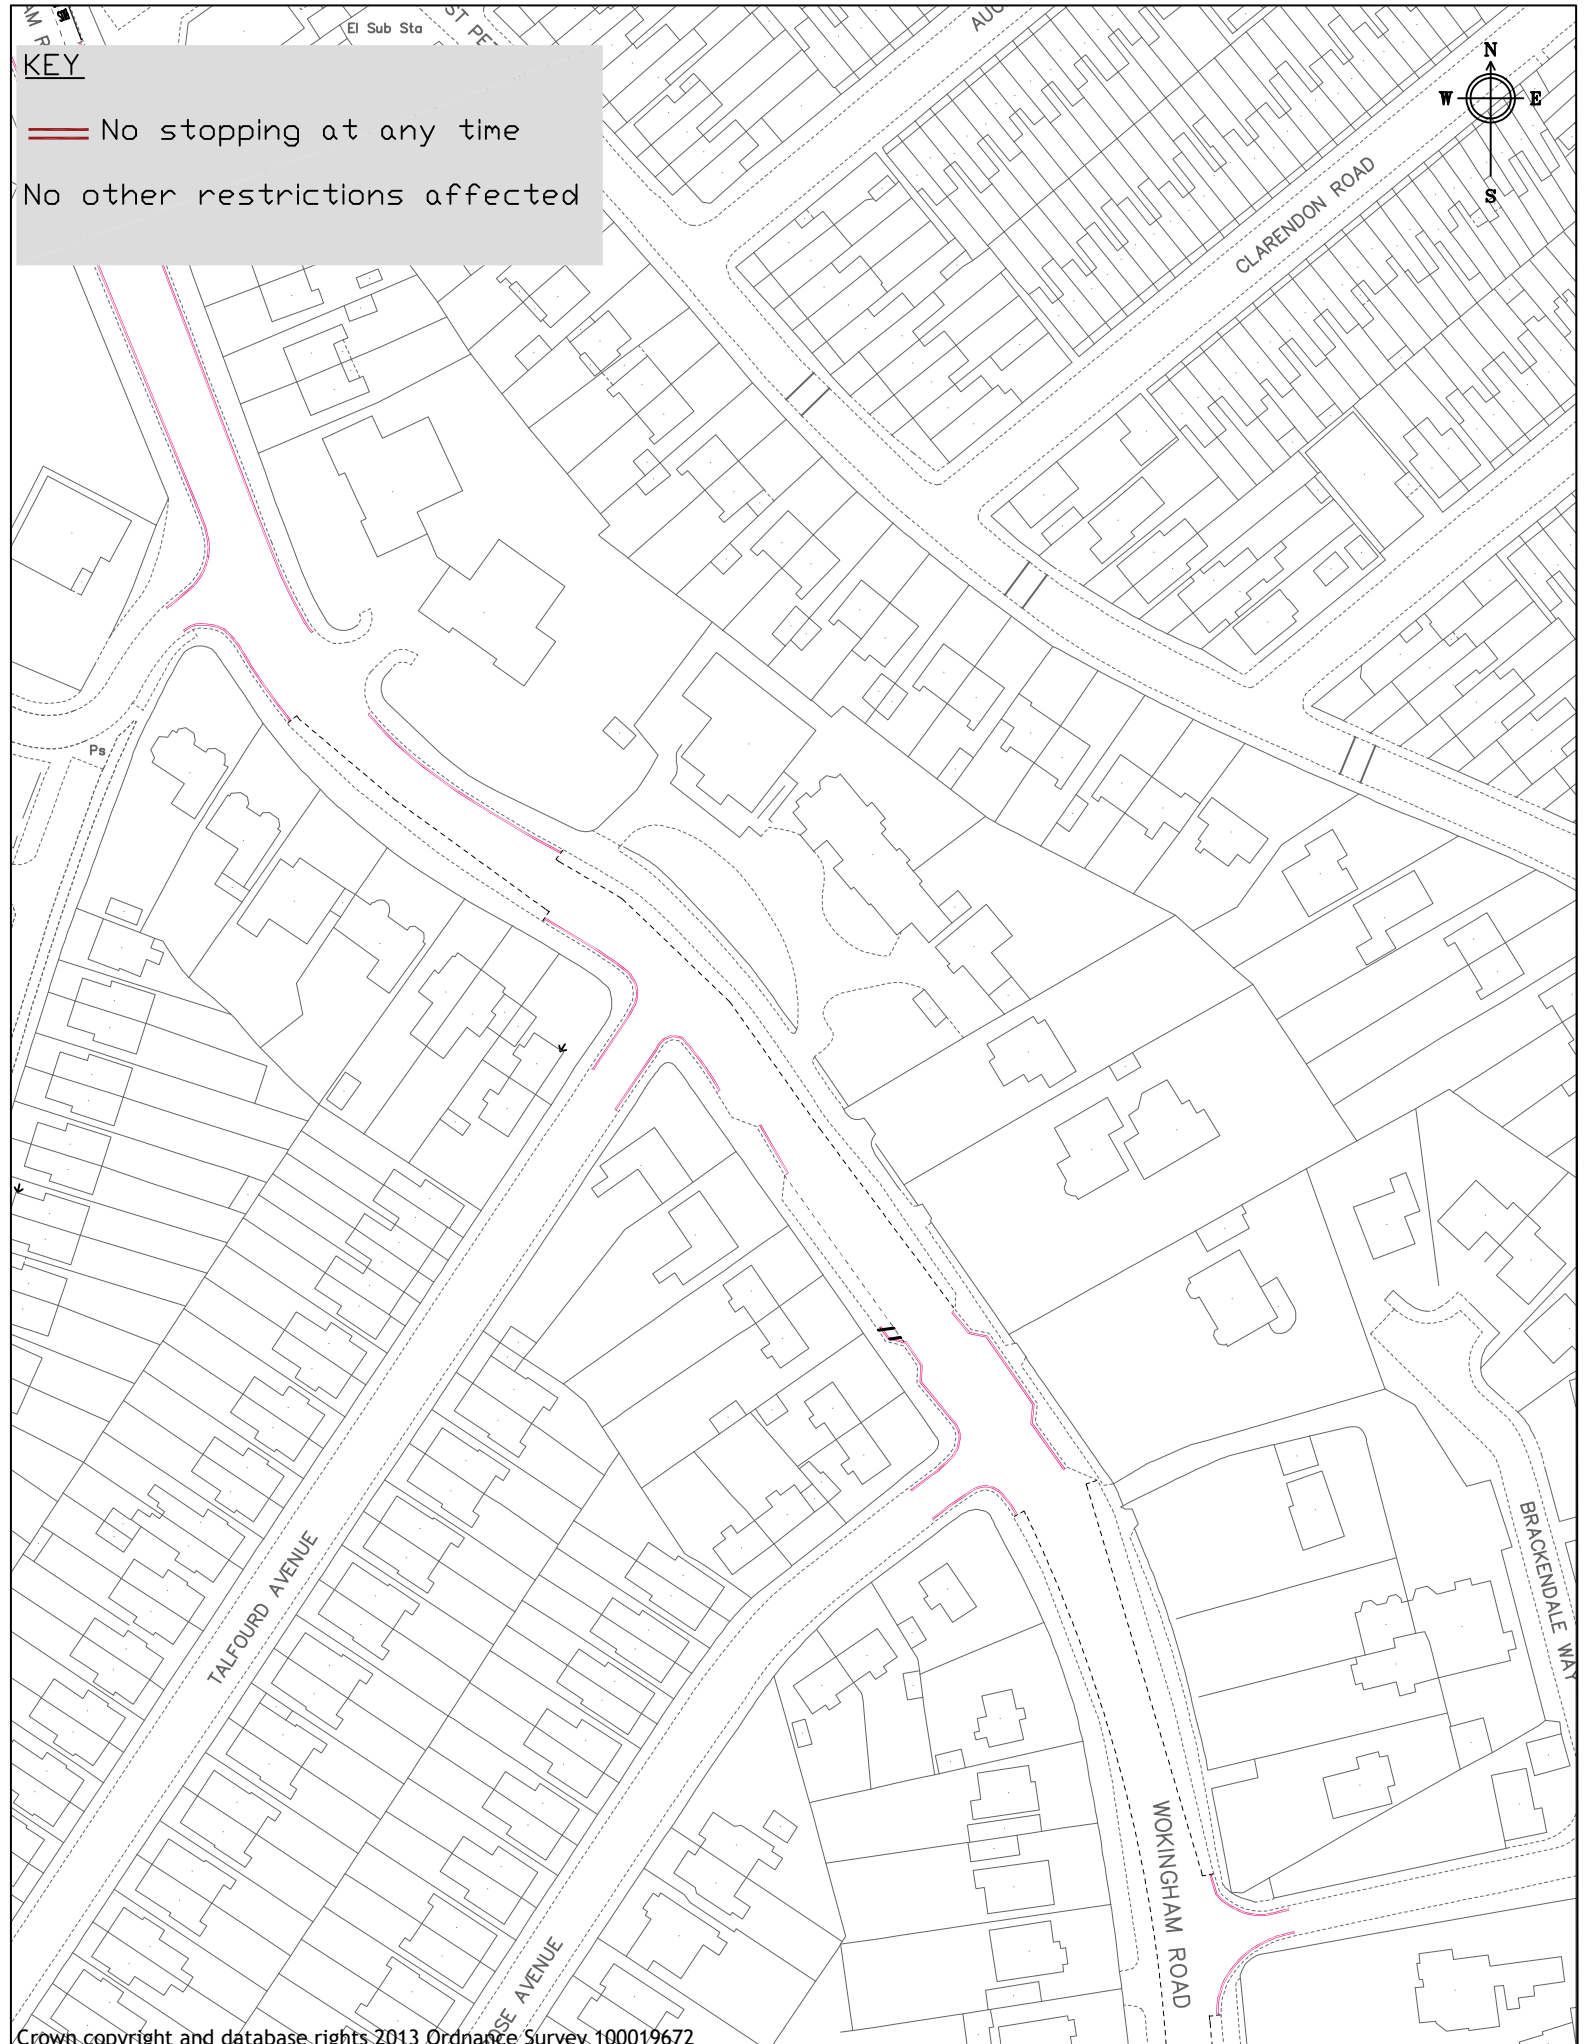 El Sub Sta
KEY
No stopping at any time
No other restrictions affected
N
W E
S
CLARENDON ROAD
Ps
TALFOURD AVENUE
BRACKENDALE WAY
WOKINGHAM ROAD
AVENUE
Crown copyright and database rights 2013 Ordnance Survey 100019672